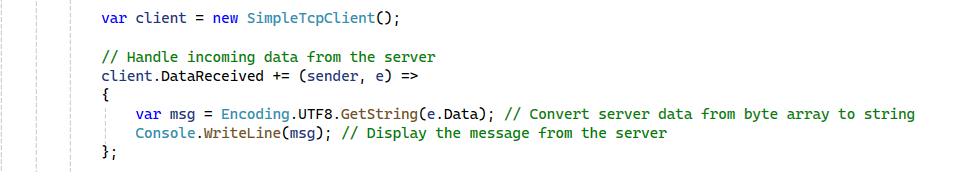 var client = new SimpleTcpClient();
// Handle incoming data from the server
client.DataReceived += (sender, e) =>
{
var msg = Encoding.UTF8.GetString(e.Data); // Convert server data from byte array to string
Console.WriteLine(msg); // Display the message from the server
};